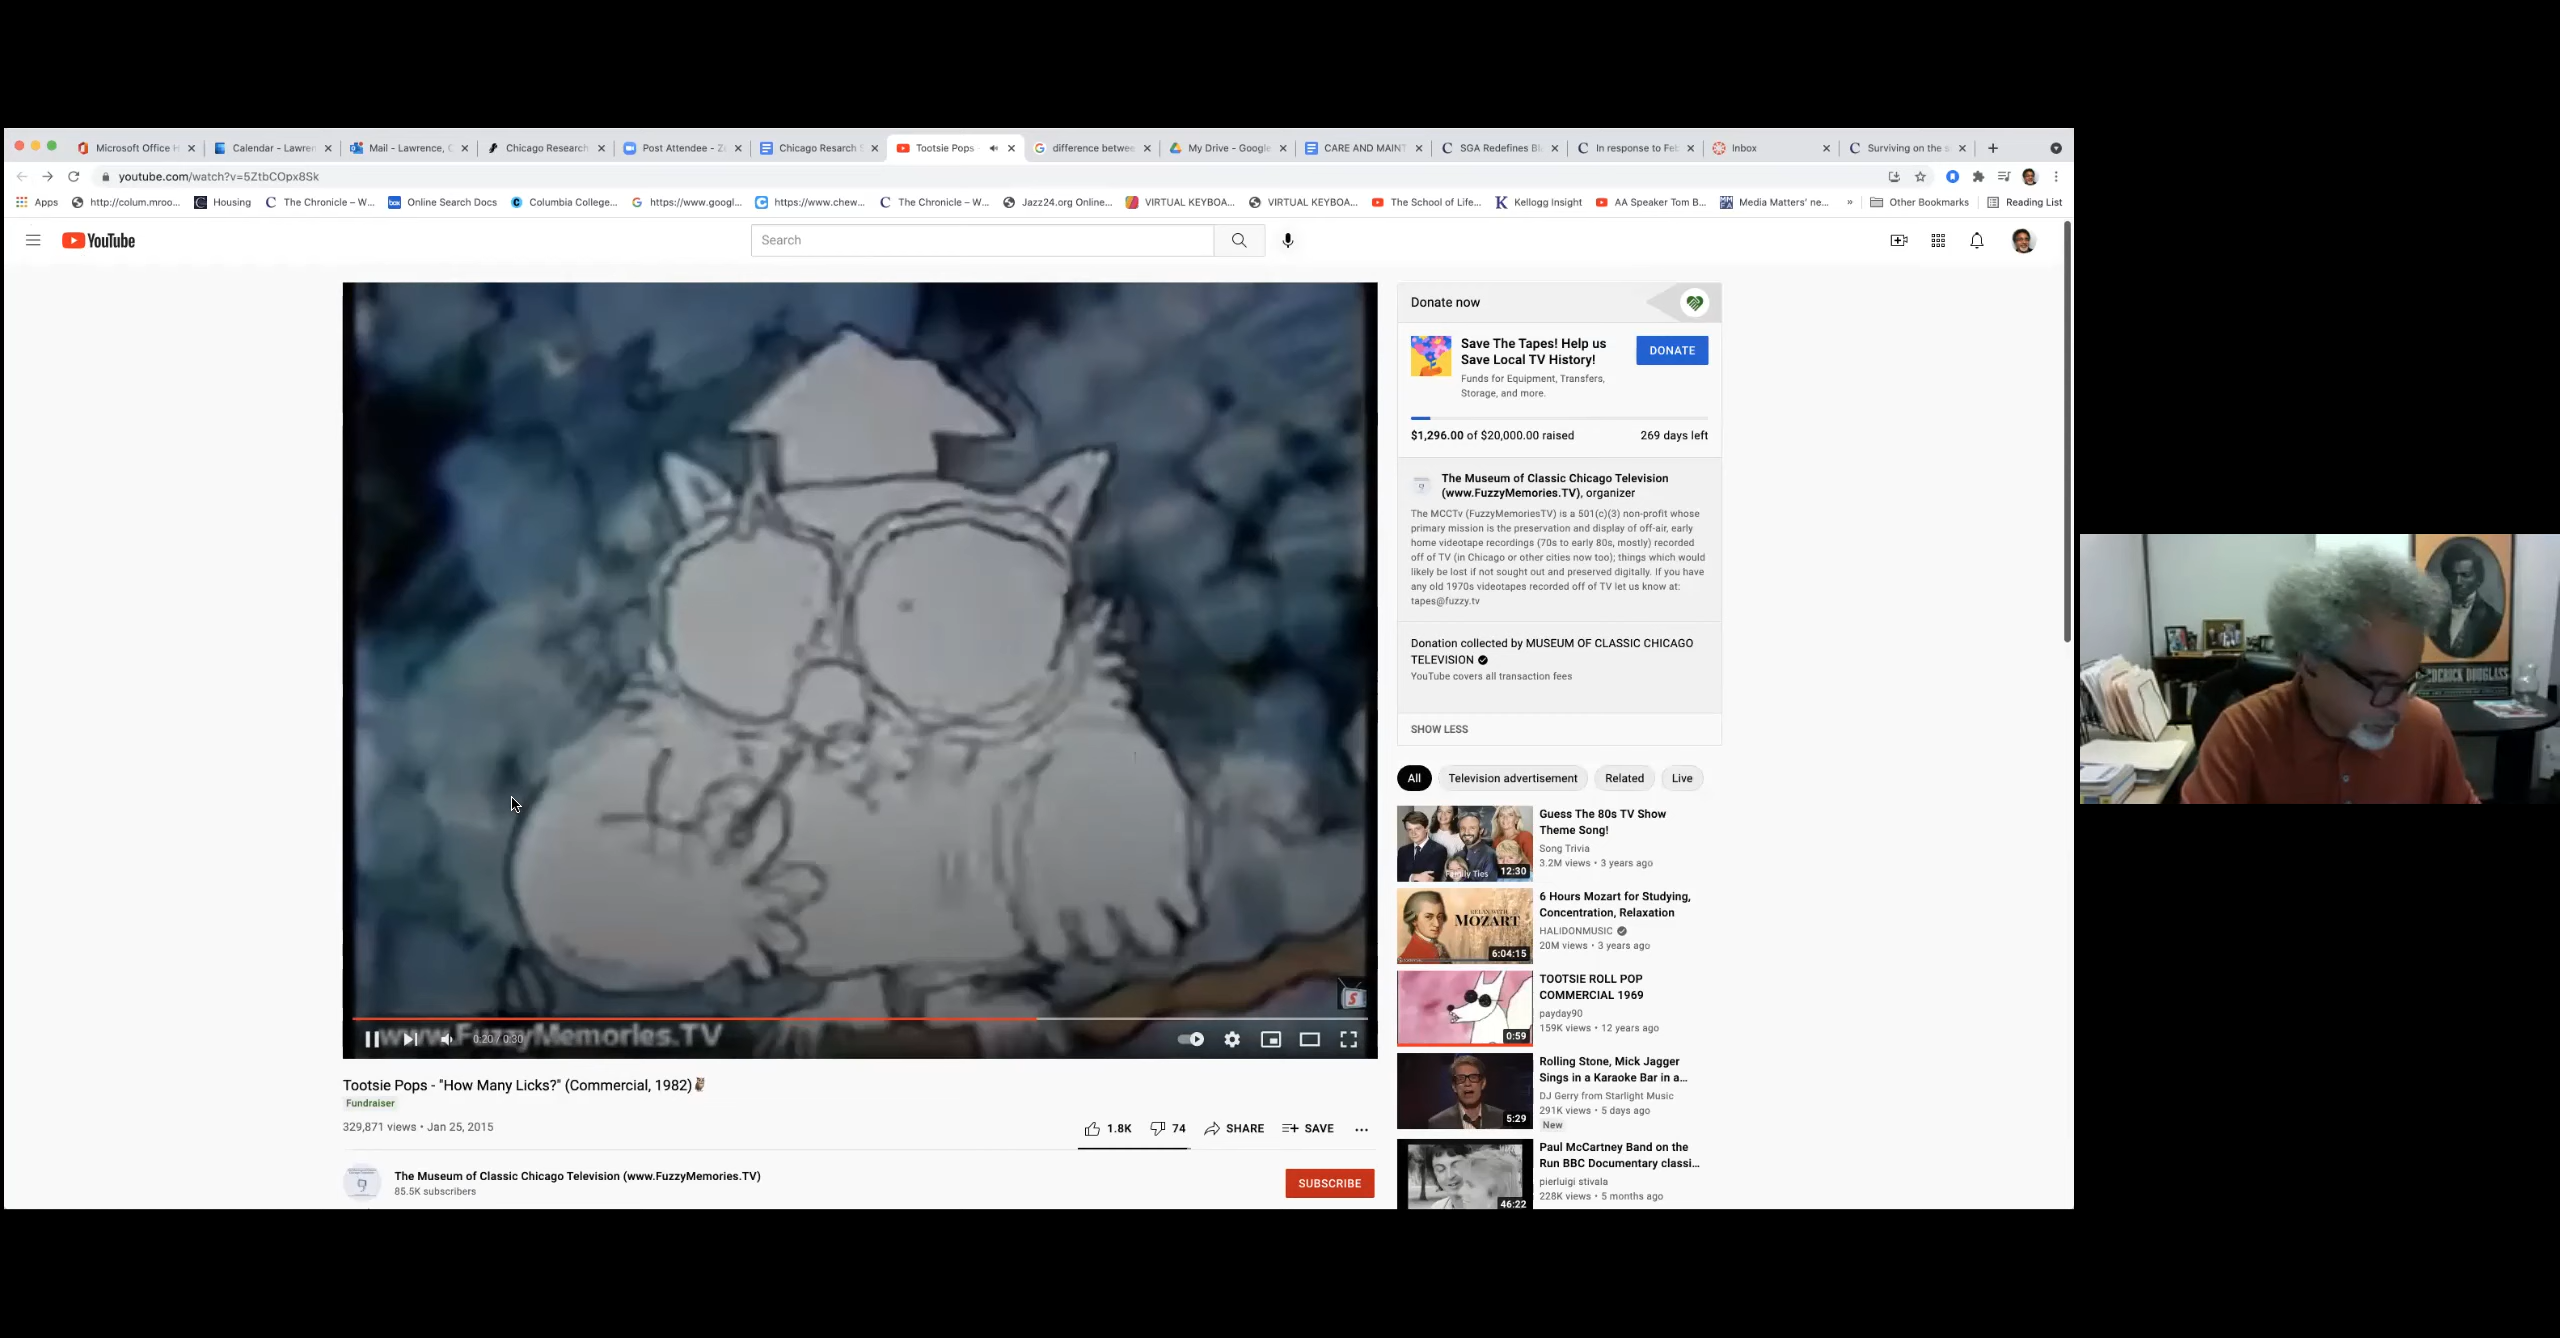 Microsoft Office H
Calendar - Lawren
Mail - Lawrence, C
Chicago Research
Post Attendee - Zo
Chicago Resarch S
Tootsie Pops -
difference betwee
My Drive - Google
CARE AND MAINT
SGA Redefines Bl
In response to Feb
Inbox
Surviving on the s
youtube.com/watch?v=5ZtbCOpx8Sk
Apps
http://colum.mroo...
Housing
The Chronicle – W...
Online Search Docs
Columbia College...
https://www.googl...
https://www.chew...
The Chronicle – W...
Jazz24.org Online...
VIRTUAL KEYBOA...
VIRTUAL KEYBOA...
The School of Life...
Kellogg Insight
AA Speaker Tom B...
Media Matters' ne...
»
Other Bookmarks
Reading List
YouTube
Search
Donate now
Save The Tapes! Help us
Save Local TV History!
DONATE
Funds for Equipment, Transfers,
Storage, and more.
$1,296.00 of $20,000.00 raised
269 days left
The Museum of Classic Chicago Television
(www.FuzzyMemories.TV), organizer
The MCCTv (FuzzyMemoriesTV) is a 501(c)(3) non-profit whose
primary mission is the preservation and display of off-air, early
home videotape recordings (70s to early 80s, mostly) recorded
off of TV (in Chicago or other cities now too); things which would
likely be lost if not sought out and preserved digitally. If you have
any old 1970s videotapes recorded off of TV let us know at:
tapes@fuzzy.tv
Donation collected by MUSEUM OF CLASSIC CHICAGO
TELEVISION
YouTube covers all transaction fees
SHOW LESS
All
Television advertisement
Related
Live
Guess The 80s TV Show
Theme Song!
Song Trivia
3.2M views • 3 years ago
Family Ties
12:30
6 Hours Mozart for Studying,
Concentration, Relaxation
HALIDONMUSIC
20M views • 3 years ago
RELAX WITH
MOZART
6:04:15
TOOTSIE ROLL POP
COMMERCIAL 1969
payday90
159K views • 12 years ago
0:59
Rolling Stone, Mick Jagger
Sings in a Karaoke Bar in a...
DJ Gerry from Starlight Music
291K views • 5 days ago
New
5:29
Paul McCartney Band on the
Run BBC Documentary classi...
pierluigi stivala
228K views • 5 months ago
46:22
www.FuzzyMemories.TV
0:20 / 0:30
S
Tootsie Pops - "How Many Licks?" (Commercial, 1982)🦉
Fundraiser
329,871 views • Jan 25, 2015
1.8K
74
SHARE
SAVE
The Museum of Classic Chicago Television (www.FuzzyMemories.TV)
85.5K subscribers
SUBSCRIBE
DERICK DOUGLASS